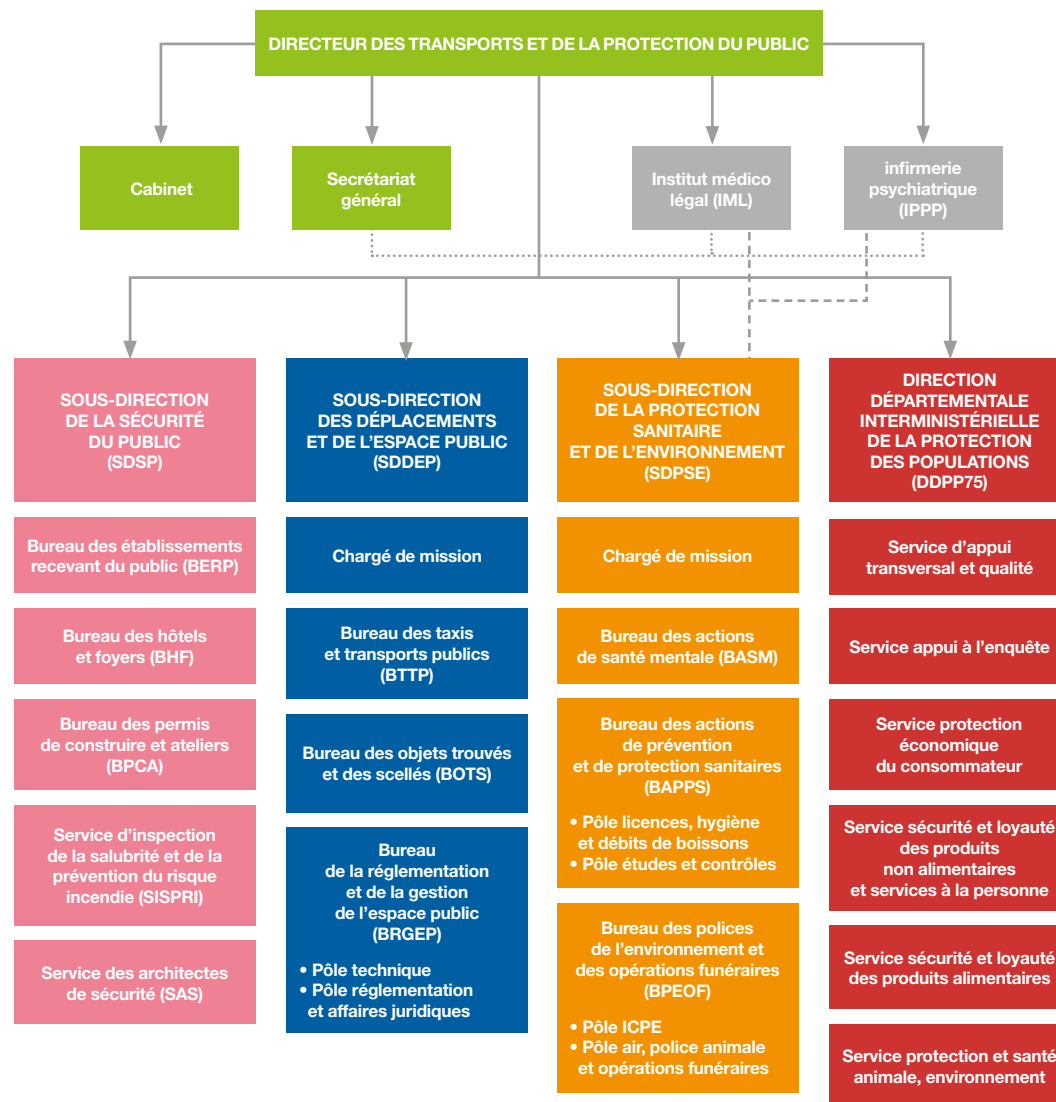 DIRECTEUR DES TRANSPORTS ET DE LA PROTECTION DU PUBLIC
Cabinet
Secrétariat
général
Institut médico
légal (IML)
infirmerie
psychiatrique
(IPPP)
SOUS-DIRECTION
DE LA SÉCURITÉ
DU PUBLIC
(SDSP)
Bureau des établissements
recevant du public (BERP)
Bureau des hôtels
et foyers (BHF)
Bureau des permis
de construire et ateliers
(BPCA)
Service d'inspection
de la salubrité et de la
prévention du risque
incendie (SISPRI)
Service des architectes
de sécurité (SAS)
SOUS-DIRECTION
DES DÉPLACEMENTS
ET DE L'ESPACE PUBLIC
(SDDEP)
Chargé de mission
Bureau des taxis
et transports publics
(BTTP)
Bureau des objets trouvés
et des scellés (BOTS)
Bureau
de la réglementation
et de la gestion
de l'espace public
(BRGEP)
• Pôle technique
• Pôle réglementation
et affaires juridiques
SOUS-DIRECTION
DE LA PROTECTION
SANITAIRE
ET DE L'ENVIRONNEMENT
(SDPSE)
Chargé de mission
Bureau des actions
de santé mentale (BASM)
Bureau des actions
de prévention
et de protection sanitaires
(BAPPS)
• Pôle licences, hygiène
et débits de boissons
• Pôle études et contrôles
Bureau des polices
de l'environnement et
des opérations funéraires
(BPEOF)
• Pôle ICPE
• Pôle air, police animale
et opérations funéraires
DIRECTION
DÉPARTEMENTALE
INTERMINISTÉRIELLE
DE LA PROTECTION
DES POPULATIONS
(DDPP75)
Service d'appui
transversal et qualité
Service appui à l'enquête
Service protection
économique
du consommateur
Service sécurité et loyauté
des produits
non alimentaires
et services à la personne
Service sécurité et loyauté
des produits alimentaires
Service protection et santé
animale, environnement